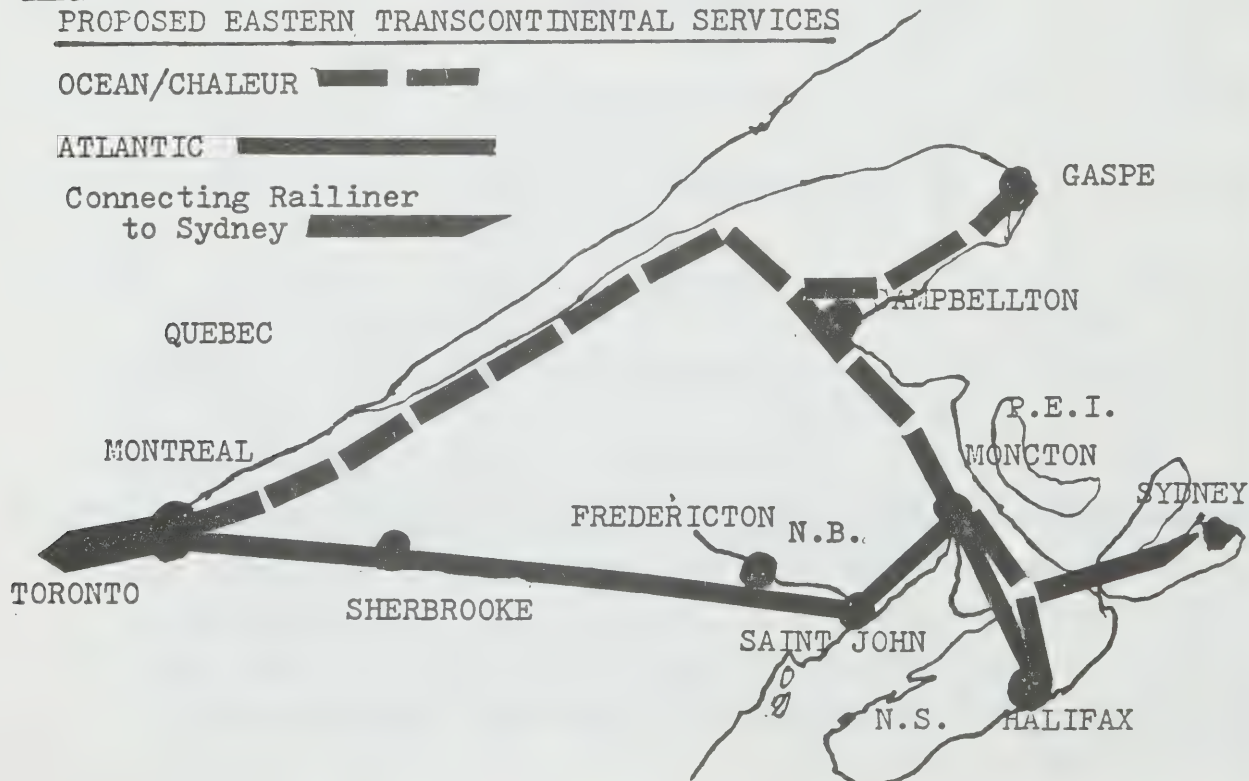 PROPOSED EASTERN TRANSCONTINENTAL SERVICES
OCEAN/CHALEUR
ATLANTIC
Connecting Railiner
to Sydney
GASPE
CAMPBELLTON
QUEBEC
P.E.I.
MONTREAL
MONCTON
SYDNEY
FREDERICTON
N.B.
TORONTO
SHERBROOKE
SAINT JOHN
N.S.
HALIFAX